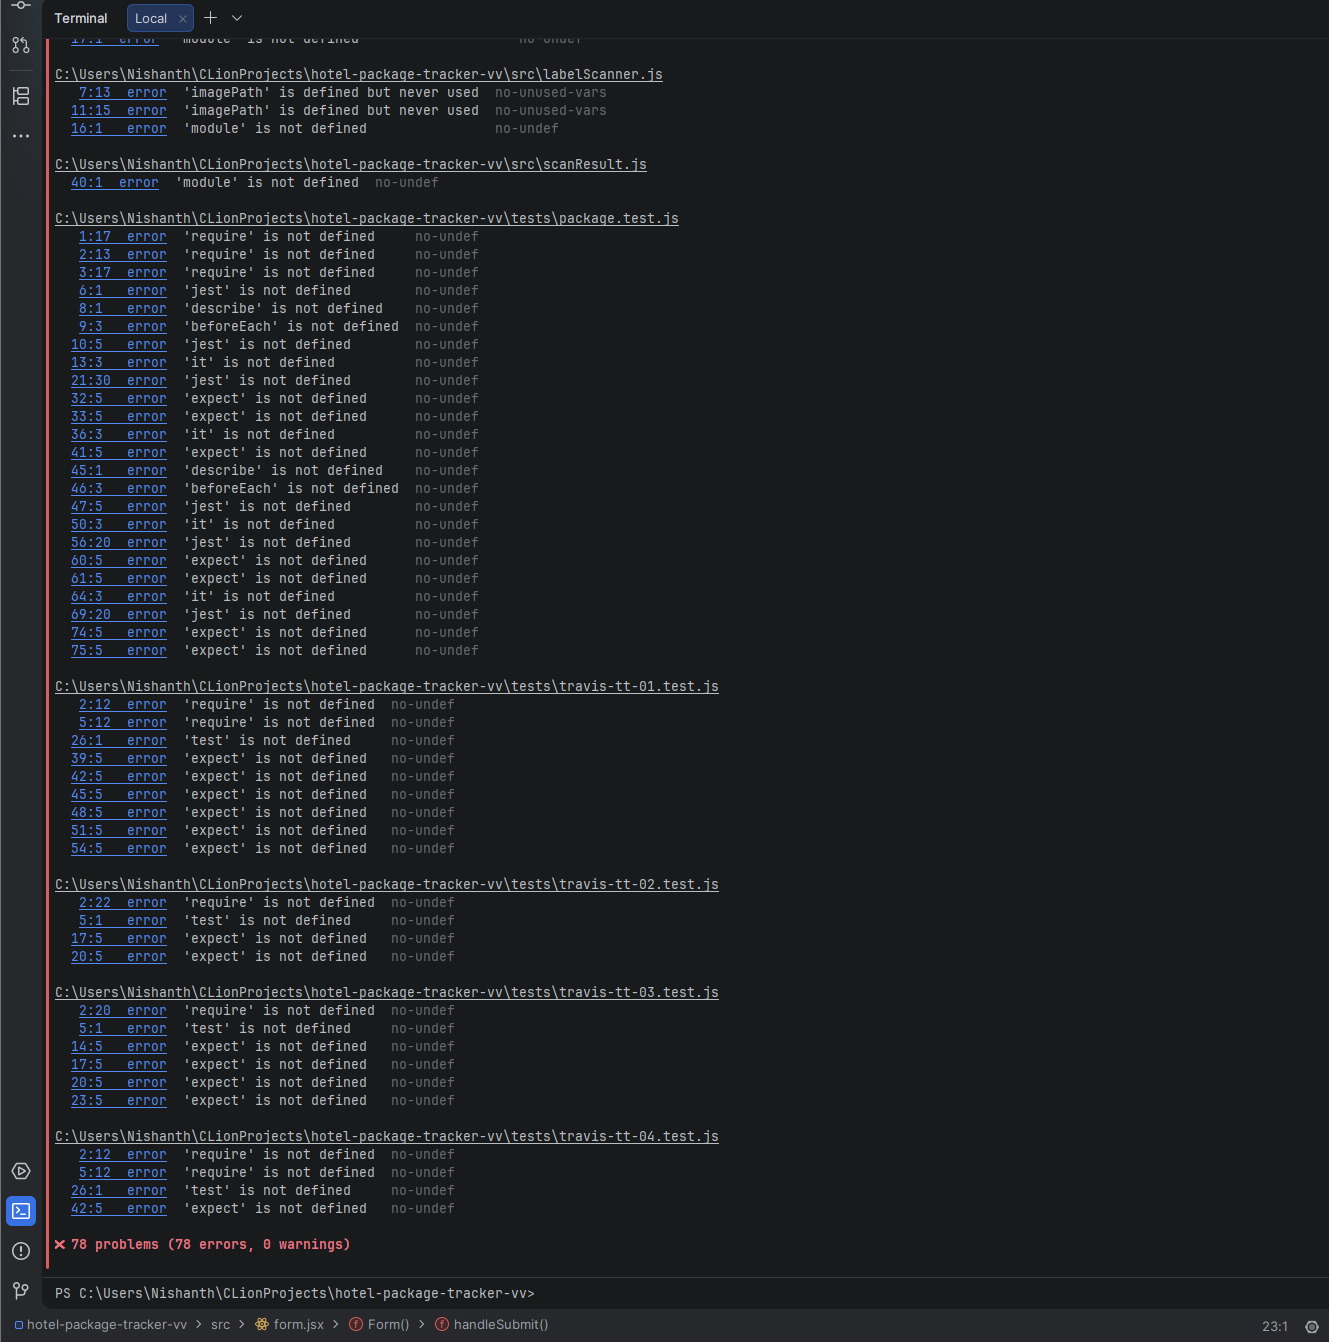 Terminal Local
17:1 error 'module' is not defined no-undef
C:\Users\Nishanth\CLionProjects\hotel-package-tracker-vv\src\labelScanner.js
7:13 error 'imagePath' is defined but never used no-unused-vars
11:15 error 'imagePath' is defined but never used no-unused-vars
16:1 error 'module' is not defined no-undef
C:\Users\Nishanth\CLionProjects\hotel-package-tracker-vv\src\scanResult.js
40:1 error 'module' is not defined no-undef
C:\Users\Nishanth\CLionProjects\hotel-package-tracker-vv\tests\package.test.js
1:17 error 'require' is not defined no-undef
2:13 error 'require' is not defined no-undef
3:17 error 'require' is not defined no-undef
6:1 error 'jest' is not defined no-undef
8:1 error 'describe' is not defined no-undef
9:3 error 'beforeEach' is not defined no-undef
10:5 error 'jest' is not defined no-undef
13:3 error 'it' is not defined no-undef
21:30 error 'jest' is not defined no-undef
32:5 error 'expect' is not defined no-undef
33:5 error 'expect' is not defined no-undef
36:3 error 'it' is not defined no-undef
41:5 error 'expect' is not defined no-undef
45:1 error 'describe' is not defined no-undef
46:3 error 'beforeEach' is not defined no-undef
47:5 error 'jest' is not defined no-undef
50:3 error 'it' is not defined no-undef
56:20 error 'jest' is not defined no-undef
60:5 error 'expect' is not defined no-undef
61:5 error 'expect' is not defined no-undef
64:3 error 'it' is not defined no-undef
69:20 error 'jest' is not defined no-undef
74:5 error 'expect' is not defined no-undef
75:5 error 'expect' is not defined no-undef
C:\Users\Nishanth\CLionProjects\hotel-package-tracker-vv\tests\travis-tt-01.test.js
2:12 error 'require' is not defined no-undef
5:12 error 'require' is not defined no-undef
26:1 error 'test' is not defined no-undef
39:5 error 'expect' is not defined no-undef
42:5 error 'expect' is not defined no-undef
45:5 error 'expect' is not defined no-undef
48:5 error 'expect' is not defined no-undef
51:5 error 'expect' is not defined no-undef
54:5 error 'expect' is not defined no-undef
C:\Users\Nishanth\CLionProjects\hotel-package-tracker-vv\tests\travis-tt-02.test.js
2:22 error 'require' is not defined no-undef
5:1 error 'test' is not defined no-undef
17:5 error 'expect' is not defined no-undef
20:5 error 'expect' is not defined no-undef
C:\Users\Nishanth\CLionProjects\hotel-package-tracker-vv\tests\travis-tt-03.test.js
2:20 error 'require' is not defined no-undef
5:1 error 'test' is not defined no-undef
14:5 error 'expect' is not defined no-undef
17:5 error 'expect' is not defined no-undef
20:5 error 'expect' is not defined no-undef
23:5 error 'expect' is not defined no-undef
C:\Users\Nishanth\CLionProjects\hotel-package-tracker-vv\tests\travis-tt-04.test.js
2:12 error 'require' is not defined no-undef
5:12 error 'require' is not defined no-undef
26:1 error 'test' is not defined no-undef
42:5 error 'expect' is not defined no-undef
✖ 78 problems (78 errors, 0 warnings)
PS C:\Users\Nishanth\CLionProjects\hotel-package-tracker-vv>
hotel-package-tracker-vv > src > form.jsx > Form() > handleSubmit() 23:1